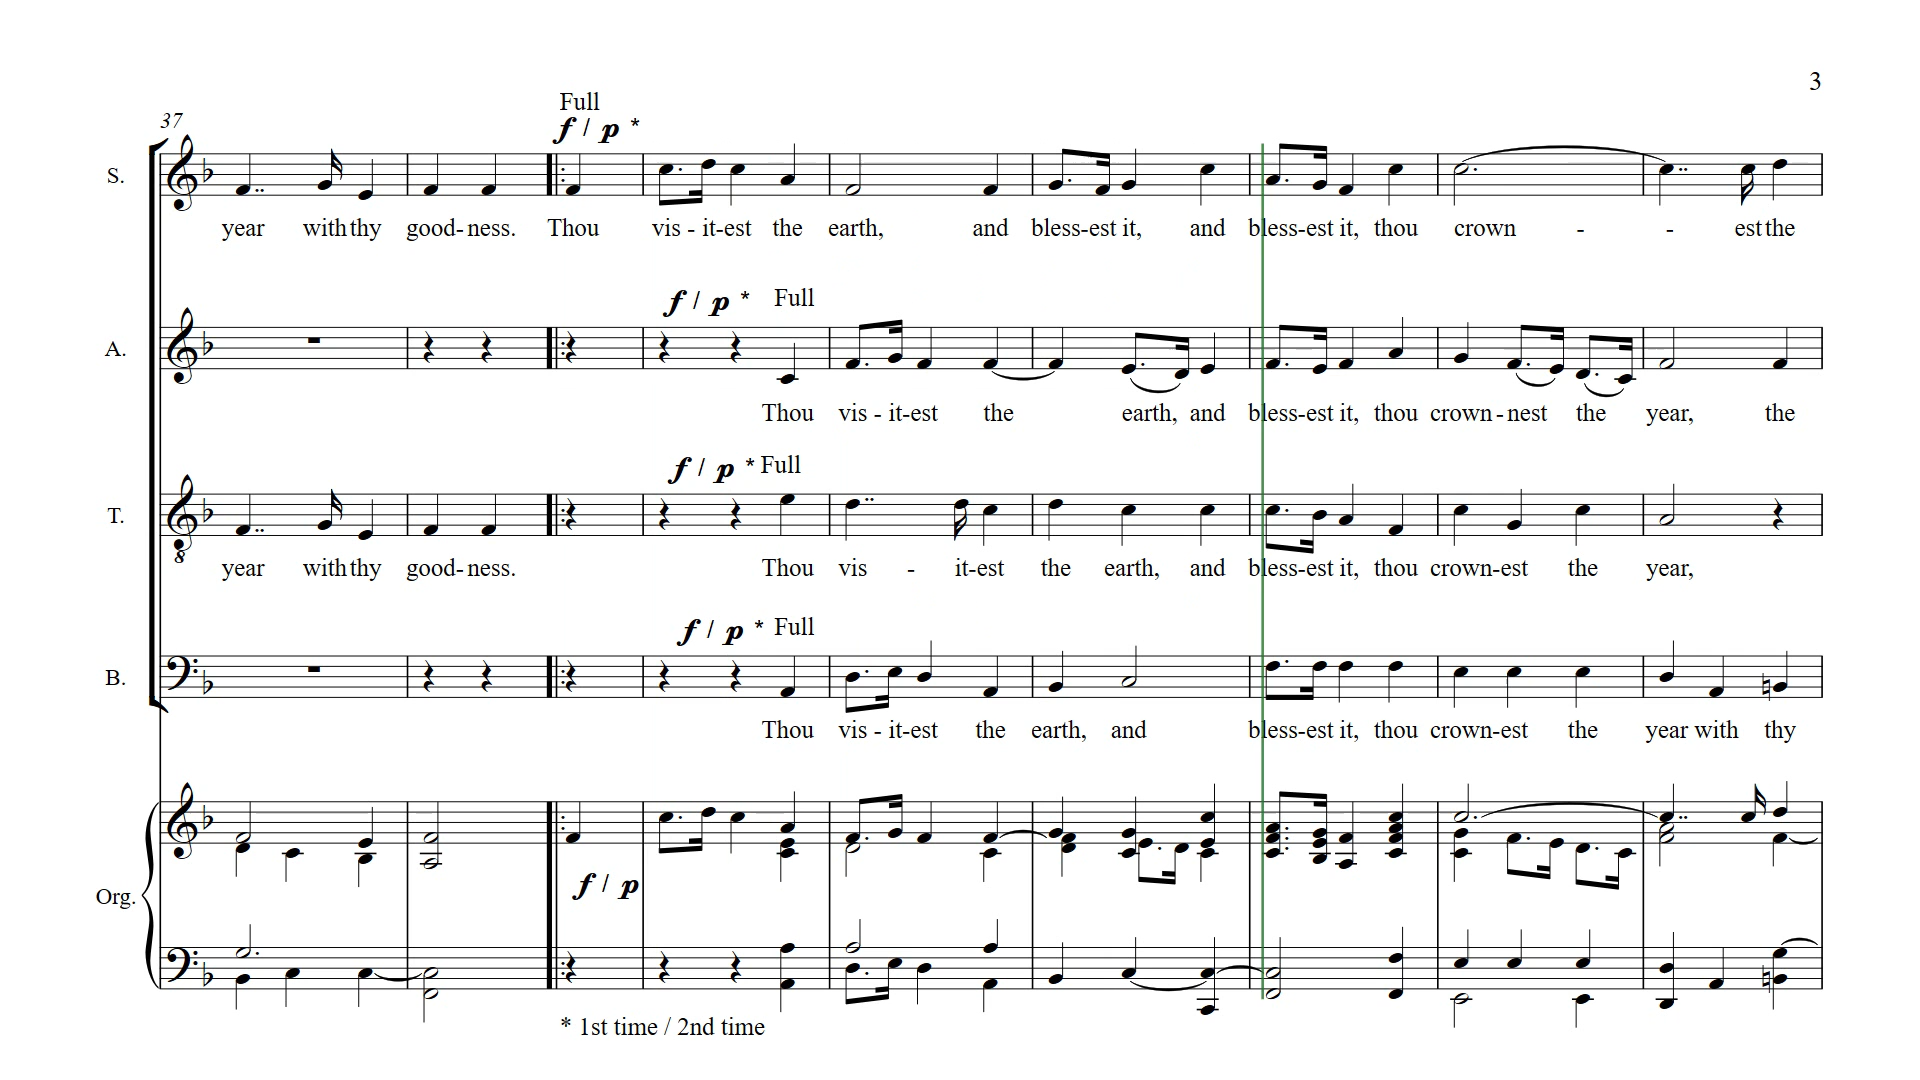 3
Full
37 f / p *
S.
year with thy good- ness. Thou vis - it-est the earth, and bless-est it, and bless-est it, thou crown - - est the
f / p * Full
A.
Thou vis - it-est the earth, and bless-est it, thou crown - nest the year, the
f / p * Full
T.
8
year with thy good- ness. Thou vis - it-est the earth, and bless-est it, thou crown-est the year,
f / p * Full
B.
Thou vis - it-est the earth, and bless-est it, thou crown-est the year with thy
f / p
Org.
* 1st time / 2nd time